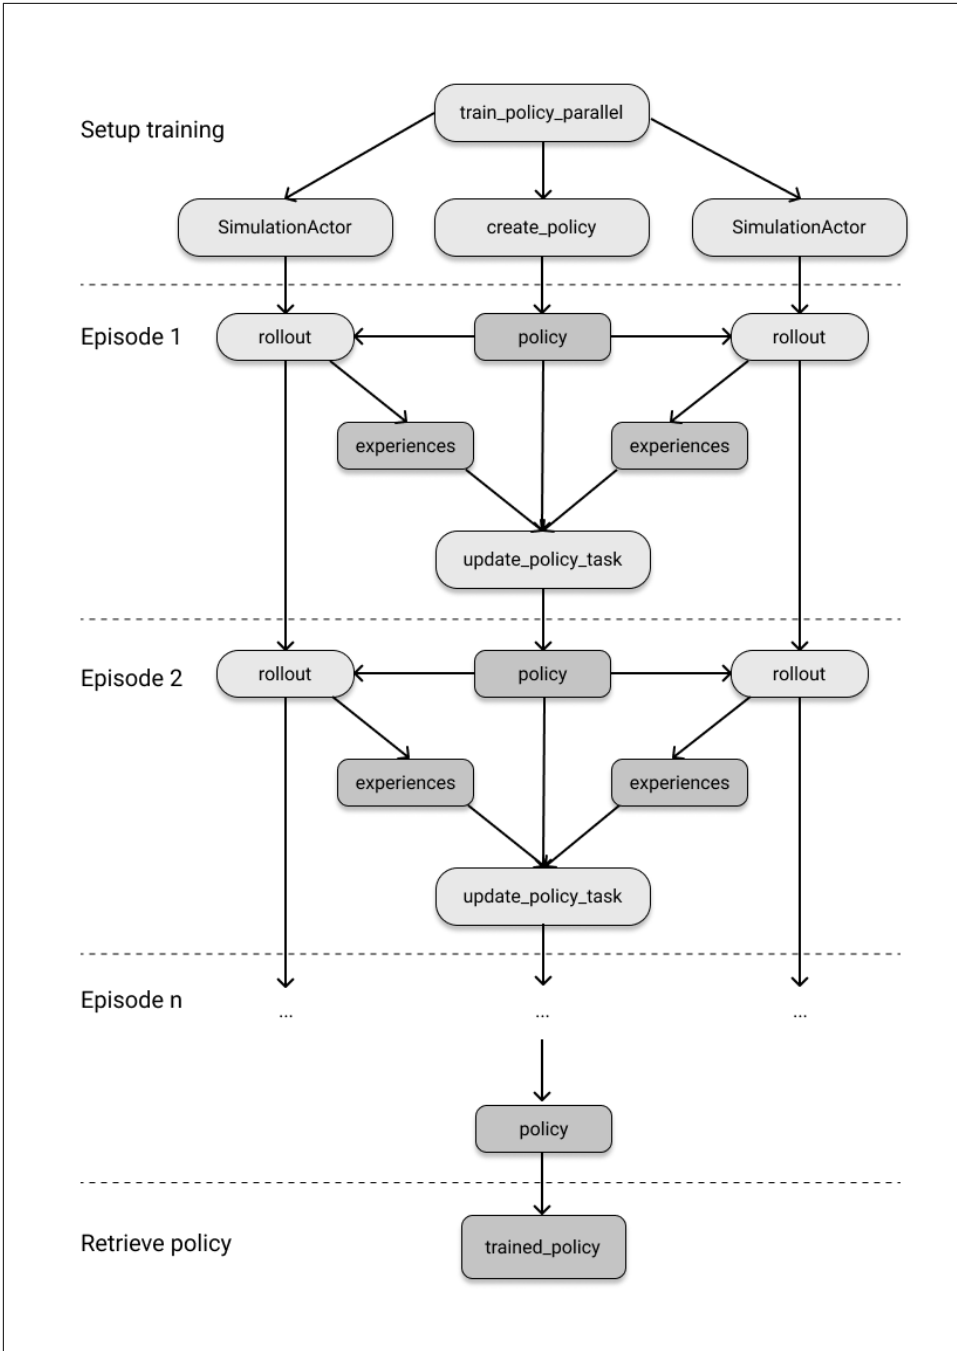 train_policy_parallel
Setup training
SimulationActor
create_policy
SimulationActor
Episode 1
rollout
policy
rollout
experiences
experiences
update_policy_task
Episode 2
rollout
policy
rollout
experiences
experiences
update_policy_task
Episode n
...
...
...
policy
Retrieve policy
trained_policy